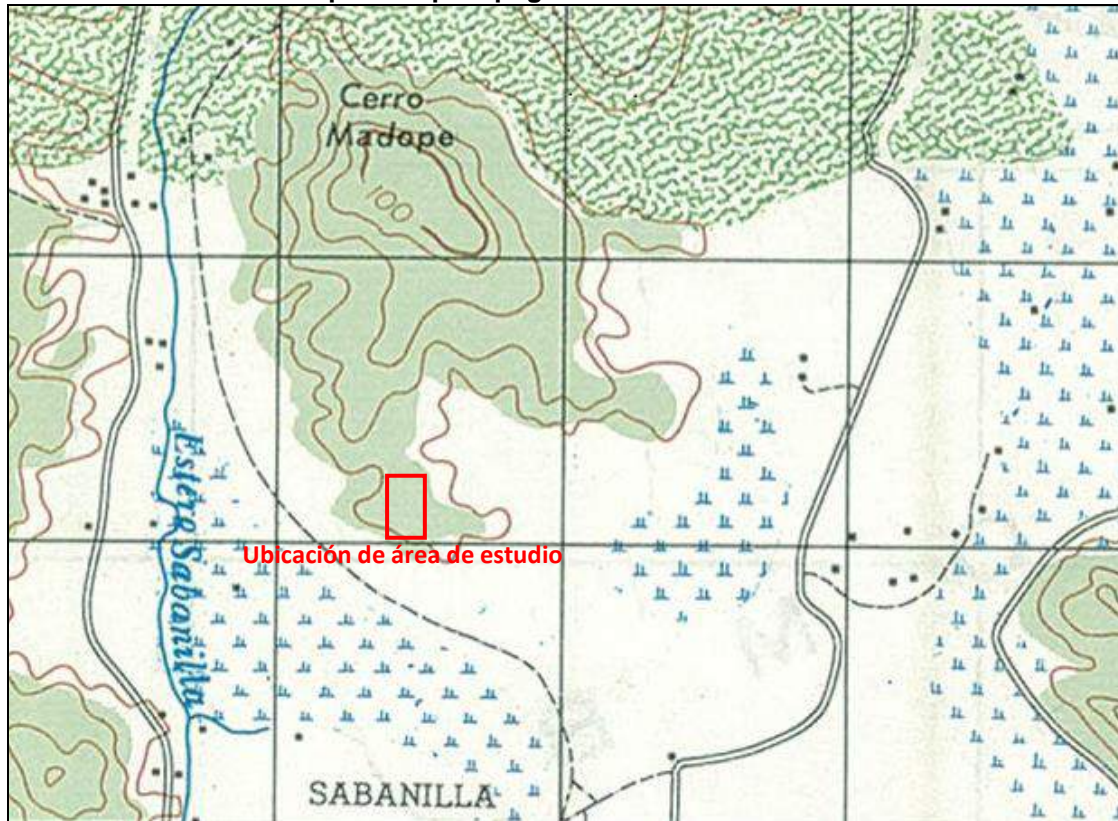 Cerro
Madope
100
Estero Sabanilla
Ubicación de área de estudio
SABANILLA